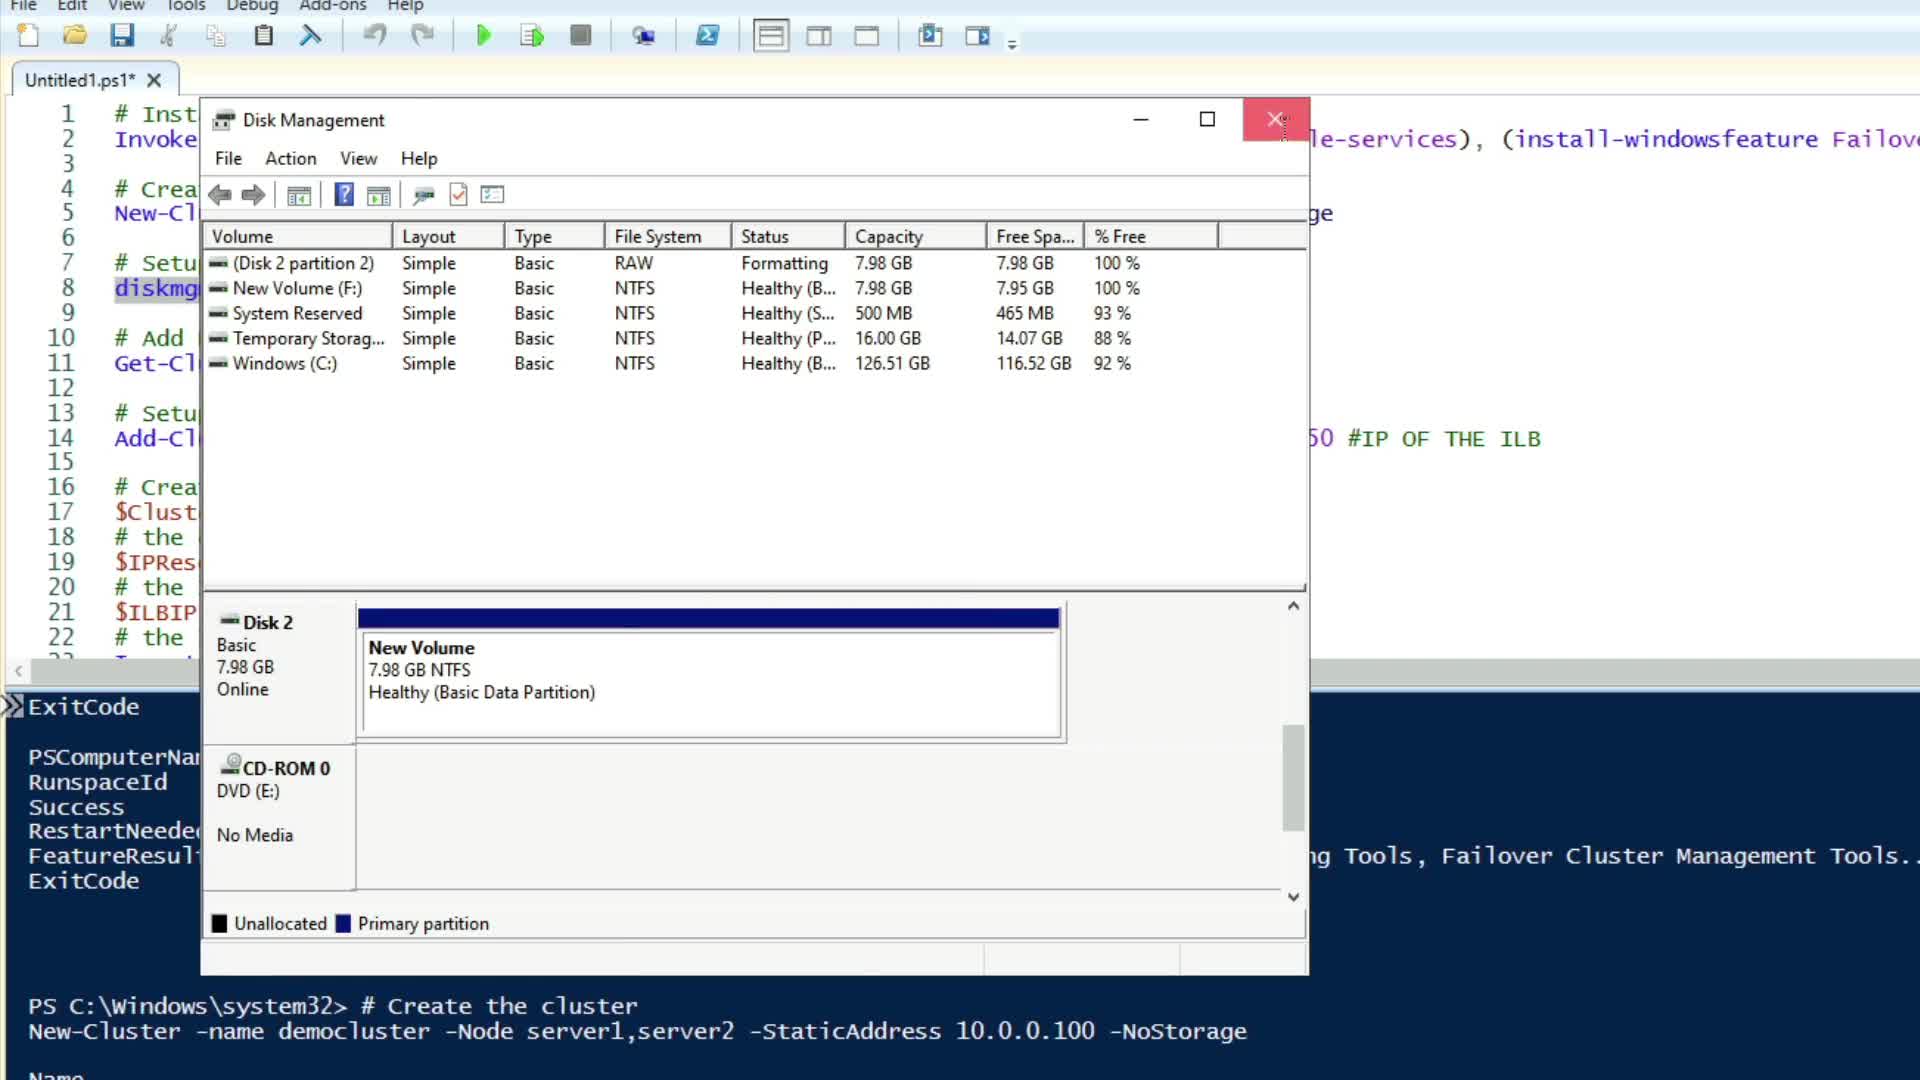 File Edit View Tools Debug Add-ons Help
Untitled1.ps1*
1 # Inst
2 Invoke le-services), (install-windowsfeature Failov
3
4 # Crea
5 New-Cl ge
6
7 # Setu
8 diskmg
9
10 # Add
11 Get-Cl
12
13 # Setu
14 Add-Cl 50 #IP OF THE ILB
15
16 # Crea
17 $Clust
18 # the
19 $IPRes
20 # the
21 $ILBIP
22 # the
Disk Management
File Action View Help
Volume Layout Type File System Status Capacity Free Spa... % Free
(Disk 2 partition 2) Simple Basic RAW Formatting 7.98 GB 7.98 GB 100 %
New Volume (F:) Simple Basic NTFS Healthy (B... 7.98 GB 7.95 GB 100 %
System Reserved Simple Basic NTFS Healthy (S... 500 MB 465 MB 93 %
Temporary Storag... Simple Basic NTFS Healthy (P... 16.00 GB 14.07 GB 88 %
Windows (C:) Simple Basic NTFS Healthy (B... 126.51 GB 116.52 GB 92 %
Disk 2
Basic
7.98 GB
Online
New Volume
7.98 GB NTFS
Healthy (Basic Data Partition)
CD-ROM 0
DVD (E:)
No Media
Unallocated Primary partition
ExitCode
PSComputerNam
RunspaceId
Success
RestartNeeded
FeatureResult ng Tools, Failover Cluster Management Tools..
ExitCode
PS C:\Windows\system32> # Create the cluster
New-Cluster -name democluster -Node server1,server2 -StaticAddress 10.0.0.100 -NoStorage
Name